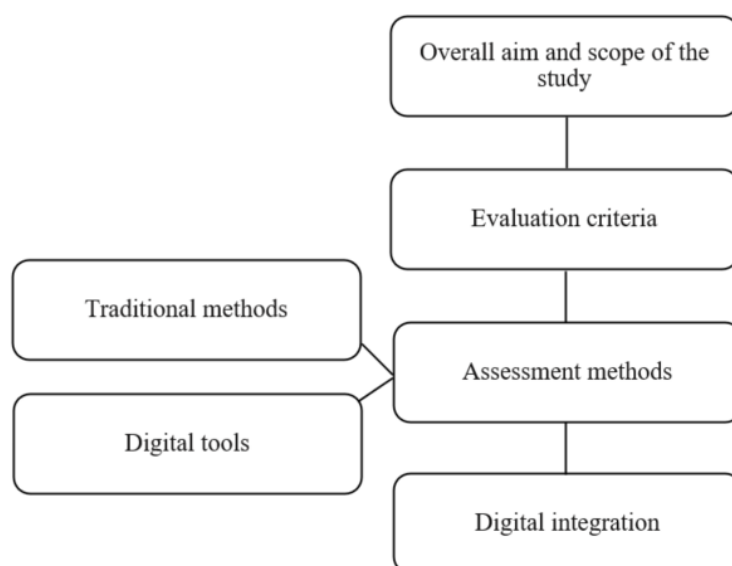 Overall aim and scope of the
study
Evaluation criteria
Traditional methods
Assessment methods
Digital tools
Digital integration